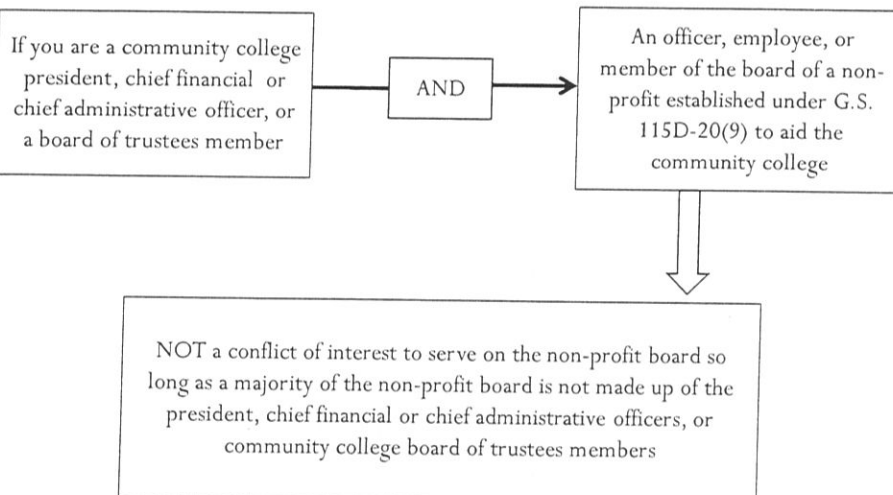 If you are a community college
president, chief financial or
chief administrative officer, or
a board of trustees member
AND
An officer, employee, or
member of the board of a non-
profit established under G.S.
115D-20(9) to aid the
community college
NOT a conflict of interest to serve on the non-profit board so
long as a majority of the non-profit board is not made up of the
president, chief financial or chief administrative officers, or
community college board of trustees members